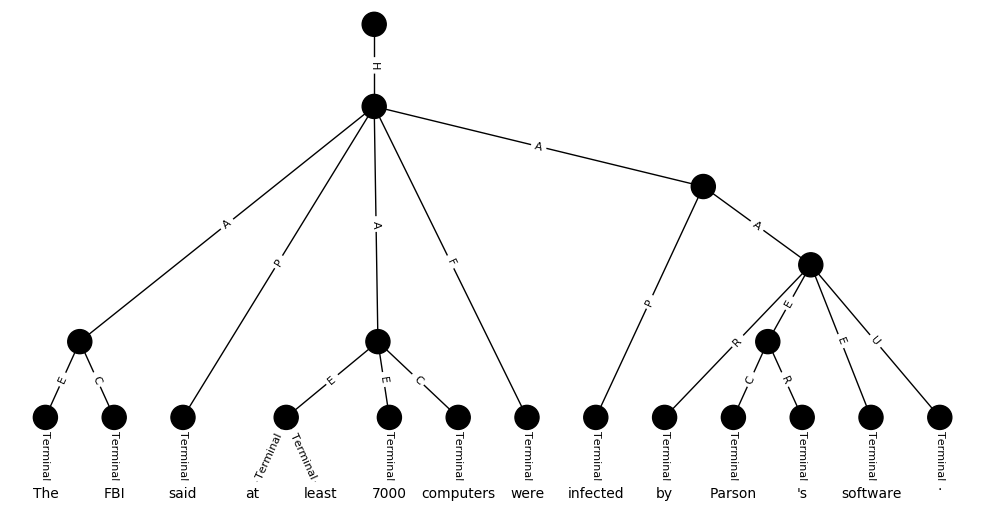 H
A
A
A
P
A
F
P
R
E
E
U
E
C
E
E
C
C
R
Terminal Terminal Terminal Terminal Terminal Terminal Terminal Terminal Terminal Terminal Terminal Terminal Terminal Terminal
The FBI said at least 7000 computers were infected by Parson 's software .